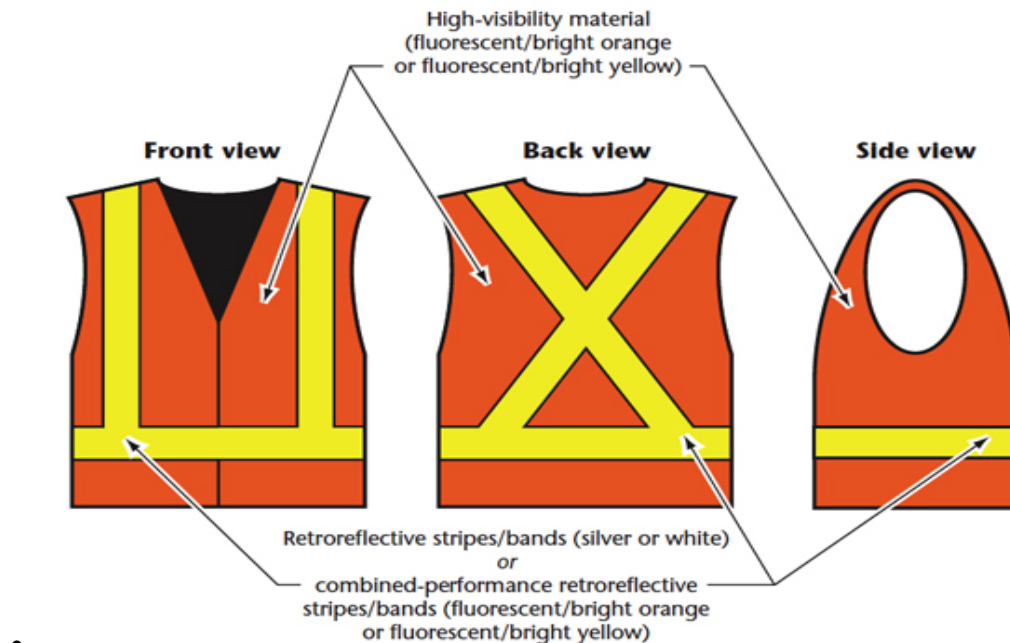 High-visibility material
(fluorescent/bright orange
or fluorescent/bright yellow)
Front view
Back view
Side view
Retroreflective stripes/bands (silver or white)
or
combined-performance retroreflective
stripes/bands (fluorescent/bright orange
or fluorescent/bright yellow)